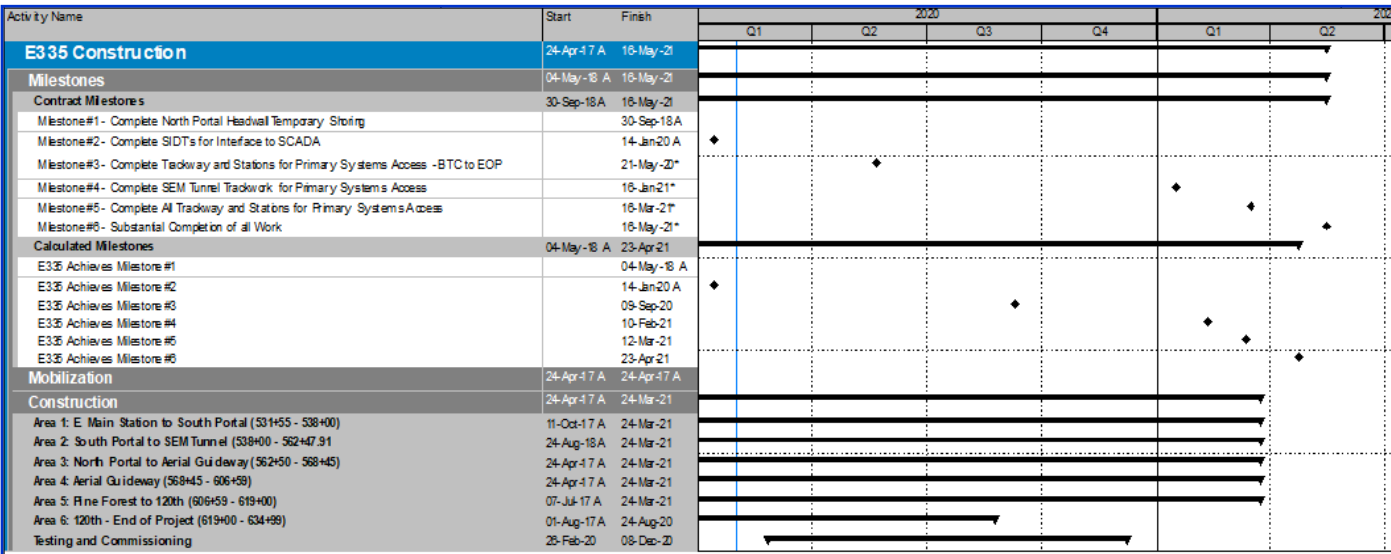 Activity Name Start Finish 2020 202
Q1 Q2 Q3 Q4 Q1 Q2
E335 Construction 24-Apr-17 A 16-May-21
Milestones 04-May-18 A 16-May-21
Contract Milestones 30-Sep-18 A 16-May-21
Milestone #1 - Complete North Portal Headwall Temporary Shoring 30-Sep-18 A
Milestone #2 - Complete SIDT's for Interface to SCADA 14-Jan-20 A
Milestone #3 - Complete Trackway and Stations for Primary Systems Access - BTC to EOP 21-May-20*
Milestone #4 - Complete SEM Tunnel Trackwork for Primary Systems Access 16-Jan-21*
Milestone #5 - Complete All Trackway and Stations for Primary Systems Access 16-Mar-21*
Milestone #6 - Substantial Completion of all Work 16-May-21*
Calculated Milestones 04-May-18 A 23-Apr-21
E335 Achieves Milestone #1 04-May-18 A
E335 Achieves Milestone #2 14-Jan-20 A
E335 Achieves Milestone #3 09-Sep-20
E335 Achieves Milestone #4 10-Feb-21
E335 Achieves Milestone #5 12-Mar-21
E335 Achieves Milestone #6 23-Apr-21
Mobilization 24-Apr-17 A 24-Apr-17 A
Construction 24-Apr-17 A 24-Mar-21
Area 1: E Main Station to South Portal (531+55 - 538+00) 11-Oct-17 A 24-Mar-21
Area 2: South Portal to SEM Tunnel (538+00 - 562+47.91 24-Aug-18 A 24-Mar-21
Area 3: North Portal to Aerial Guideway (562+50 - 568+45) 24-Apr-17 A 24-Mar-21
Area 4: Aerial Guideway (568+45 - 606+59) 24-Apr-17 A 24-Mar-21
Area 5: Pine Forest to 120th (606+59 - 619+00) 07-Jul-17 A 24-Mar-21
Area 6: 120th - End of Project (619+00 - 634+99) 01-Aug-17 A 24-Aug-20
Testing and Commissioning 26-Feb-20 08-Dec-20